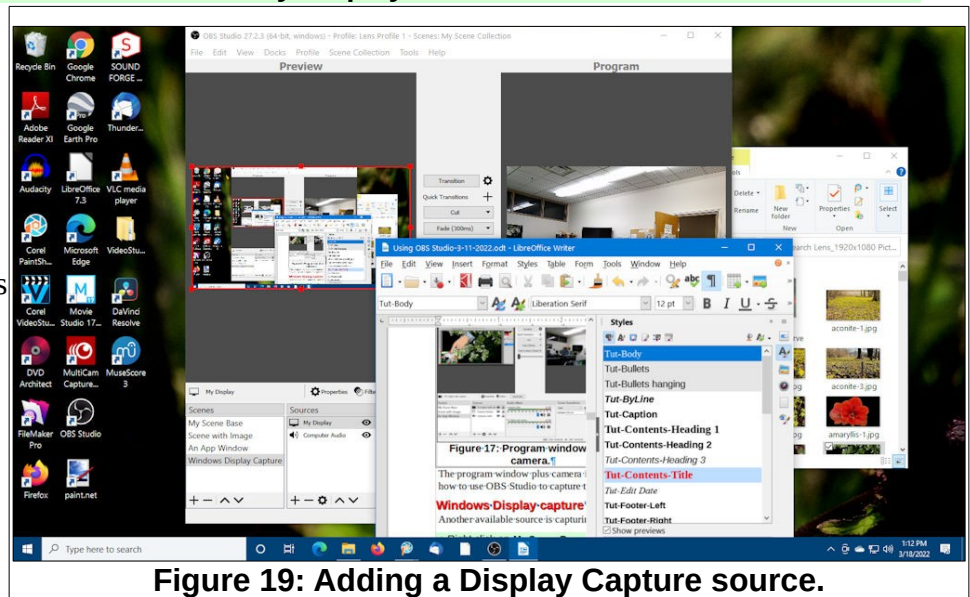 Recycle Bin
Google Chrome
SOUND FORGE ...
Adobe Reader XI
Google Earth Pro
Thunder...
Audacity
LibreOffice 7.3
VLC media player
Corel PaintSh...
Microsoft Edge
VideoStu...
Corel VideoStu...
Movie Studio 17...
DaVinci Resolve
DVD Architect
MultiCam Capture...
MuseScore 3
FileMaker Pro
OBS Studio
Firefox
paint.net
s
OBS Studio 27.2.3 (64-bit, windows) - Profile: Lens Profile 1 - Scenes: My Scene Collection
File Edit View Docks Profile Scene Collection Tools Help
Preview
Program
Transition
Quick Transitions
Cut
Fade (300ms)
My Display
Properties
Scenes
My Scene Base
Scene with Image
An App Window
Windows Display Capture
Sources
My Display
Computer Audio
Delete
Rename
New folder
New
Properties
Open
Select
Lens_1920x1080 Pict...
aconite-1.jpg
aconite-3.jpg
amaryllis-1.jpg
Using OBS Studio-3-11-2022.odt - LibreOffice Writer
File Edit View Insert Format Styles Table Form Tools Window Help
Tut-Body
Liberation Serif
12 pt
B I U S
Figure 17: Program window
camera.¶
The program window plus camera
how to use OBS Studio to capture t
Windows Display capture
Another available source is capturi
Styles
Tut-Body
Tut-Bullets
Tut-Bullets hanging
Tut-ByLine
Tut-Caption
Tut-Contents-Heading 1
Tut-Contents-Heading 2
Tut-Contents-Heading 3
Tut-Contents-Title
Tut-Edit Date
Tut-Footer-Left
Tut-Footer-Right
Show previews
Type here to search
1:12 PM
3/18/2022
Figure 19: Adding a Display Capture source.